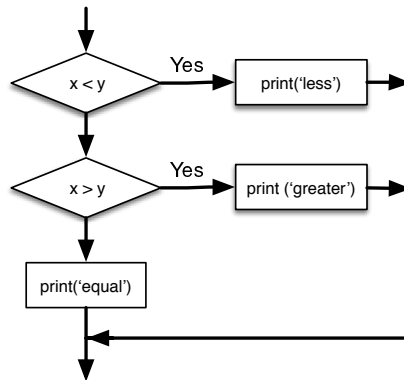 x < y
Yes
print(‘less’)
x > y
Yes
print (‘greater’)
print(‘equal’)